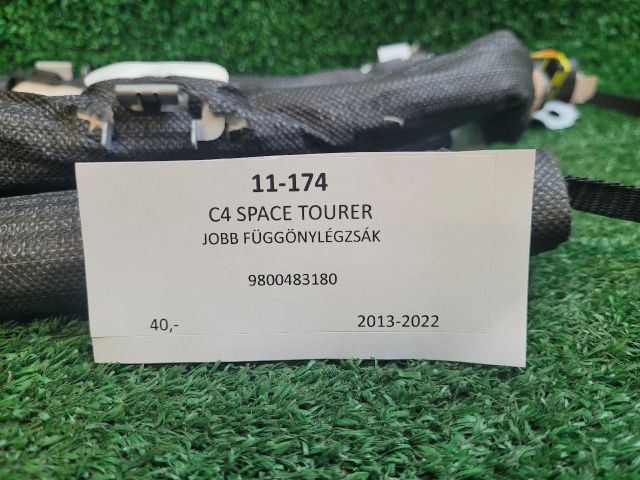 11-174
C4 SPACE TOURER
JOBB FÜGGÖNYLÉGZSÁK
9800483180
40,- 2013-2022